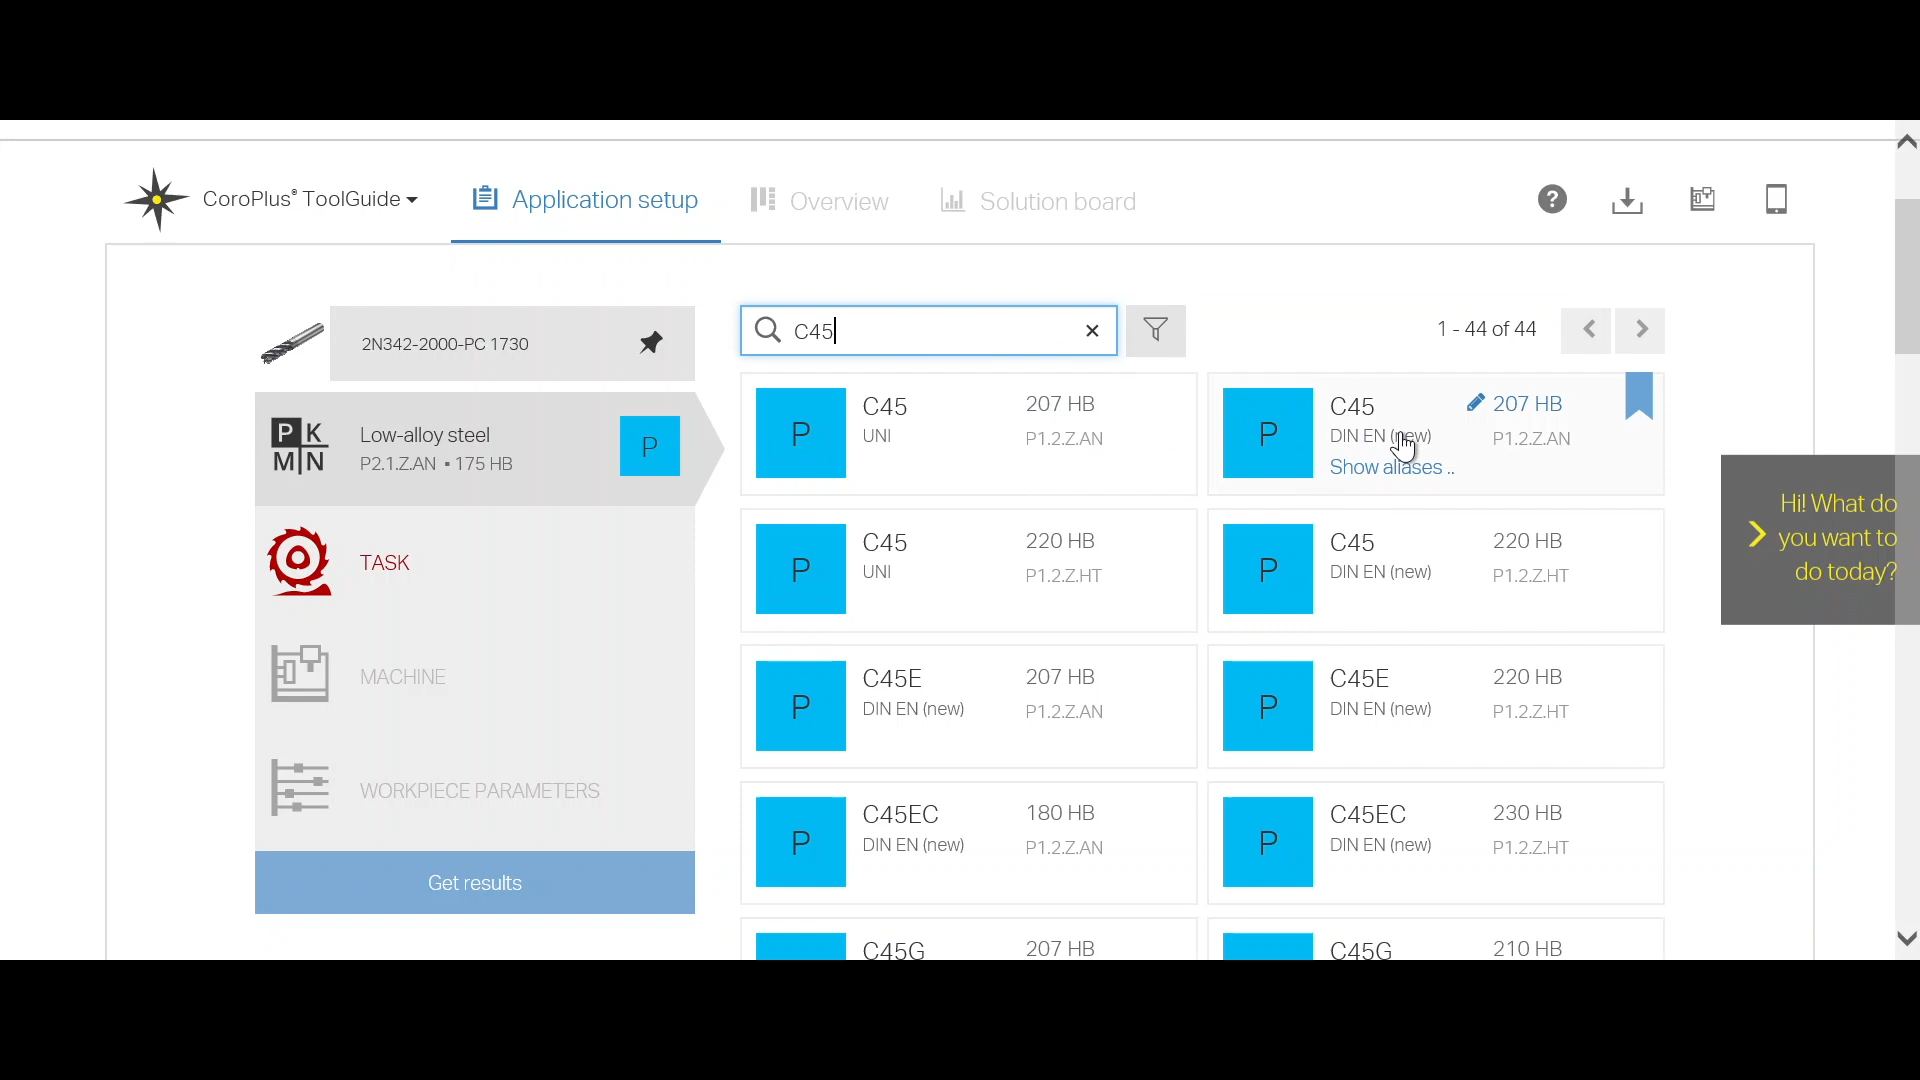 CoroPlus® ToolGuide
Application setup
Overview
Solution board
?
2N342-2000-PC 1730
P K
M N
Low-alloy steel
P2.1.Z.AN • 175 HB
P
TASK
MACHINE
WORKPIECE PARAMETERS
Get results
C45
1 - 44 of 44
P
C45
UNI
207 HB
P1.2.Z.AN
P
C45
DIN EN (new)
Show aliases ..
207 HB
P1.2.Z.AN
P
C45
UNI
220 HB
P1.2.Z.HT
P
C45
DIN EN (new)
220 HB
P1.2.Z.HT
P
C45E
DIN EN (new)
207 HB
P1.2.Z.AN
P
C45E
DIN EN (new)
220 HB
P1.2.Z.HT
P
C45EC
DIN EN (new)
180 HB
P1.2.Z.AN
P
C45EC
DIN EN (new)
230 HB
P1.2.Z.HT
C45G
207 HB
C45G
210 HB
Hi! What do
you want to
do today?